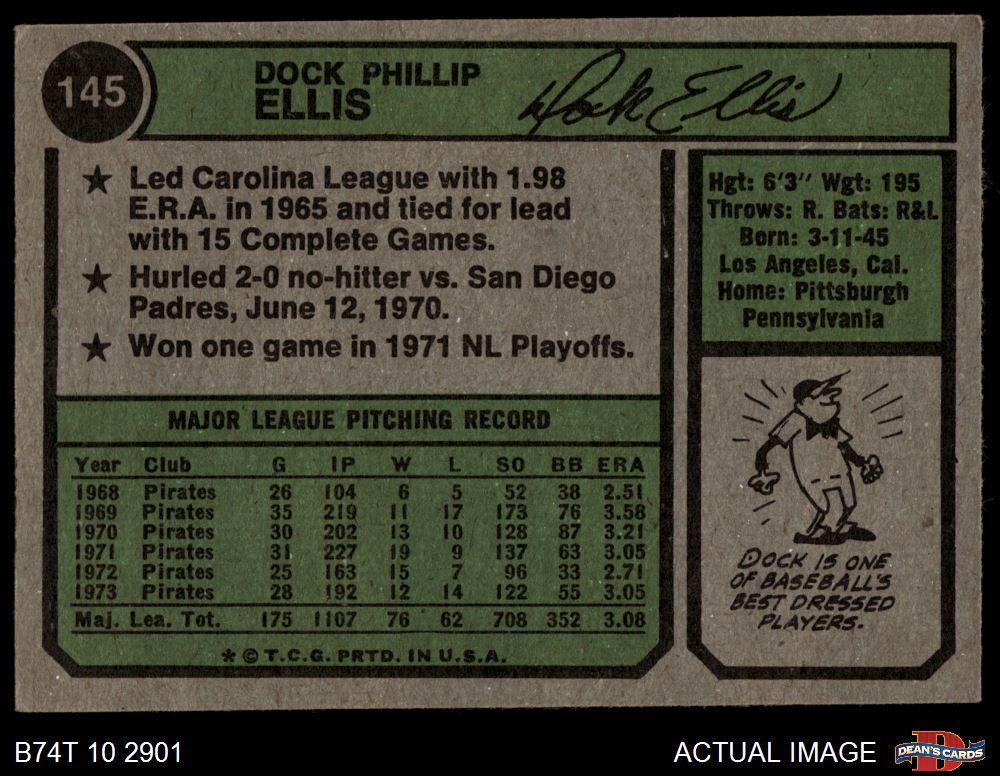 145
DOCK PHILLIP
ELLIS
Dock Ellis
★ Led Carolina League with 1.98
E.R.A. in 1965 and tied for lead
with 15 Complete Games.
★ Hurled 2-0 no-hitter vs. San Diego
Padres, June 12, 1970.
★ Won one game in 1971 NL Playoffs.
Hgt: 6'3" Wgt: 195
Throws: R. Bats: R&L
Born: 3-11-45
Los Angeles, Cal.
Home: Pittsburgh
Pennsylvania
MAJOR LEAGUE PITCHING RECORD
Year Club G IP W L SO BB ERA
1968 Pirates 26 104 6 5 52 38 2.51
1969 Pirates 35 219 11 17 173 76 3.58
1970 Pirates 30 202 13 10 128 87 3.21
1971 Pirates 31 227 19 9 137 63 3.05
1972 Pirates 25 163 15 7 96 33 2.71
1973 Pirates 28 192 12 14 122 55 3.05
Maj. Lea. Tot. 175 1107 76 62 708 352 3.08
* © T.C.G. PRTD. IN U.S.A.
DOCK IS ONE
OF BASEBALL'S
BEST DRESSED
PLAYERS.
B74T 10 2901
ACTUAL IMAGE
D
DEAN'S CARDS